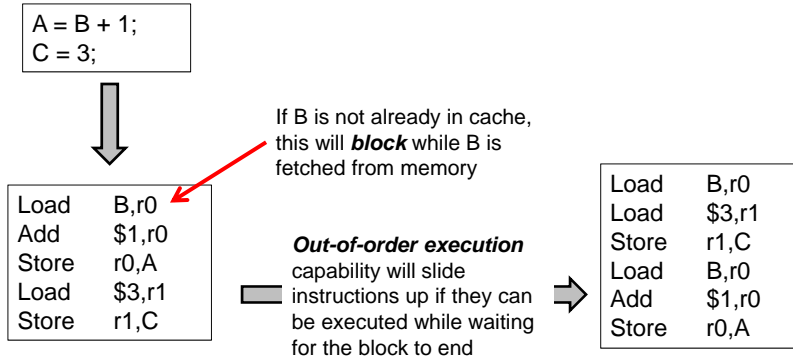 A = B + 1;
C = 3;
If B is not already in cache,
this will block while B is
fetched from memory
Load B,r0
Add $1,r0
Store r0,A
Load $3,r1
Store r1,C
Out-of-order execution
capability will slide
instructions up if they can
be executed while waiting
for the block to end
Load B,r0
Load $3,r1
Store r1,C
Load B,r0
Add $1,r0
Store r0,A